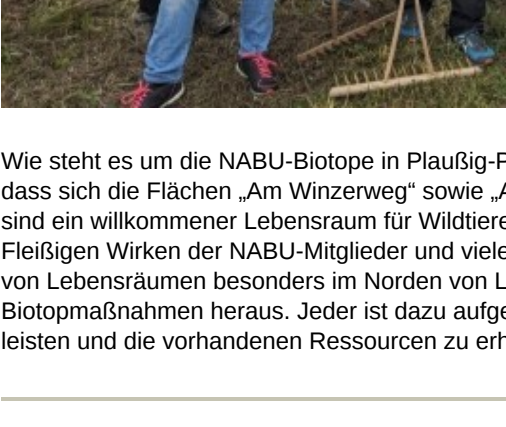 Wie steht es um die NABU-Biotope in Plaußig-P
dass sich die Flächen „Am Winzerweg“ sowie „A
sind ein willkommener Lebensraum für Wildtiere
Fleißigen Wirken der NABU-Mitglieder und viele
von Lebensräumen besonders im Norden von L
Biotopmaßnahmen heraus. Jeder ist dazu aufge
leisten und die vorhandenen Ressourcen zu erh